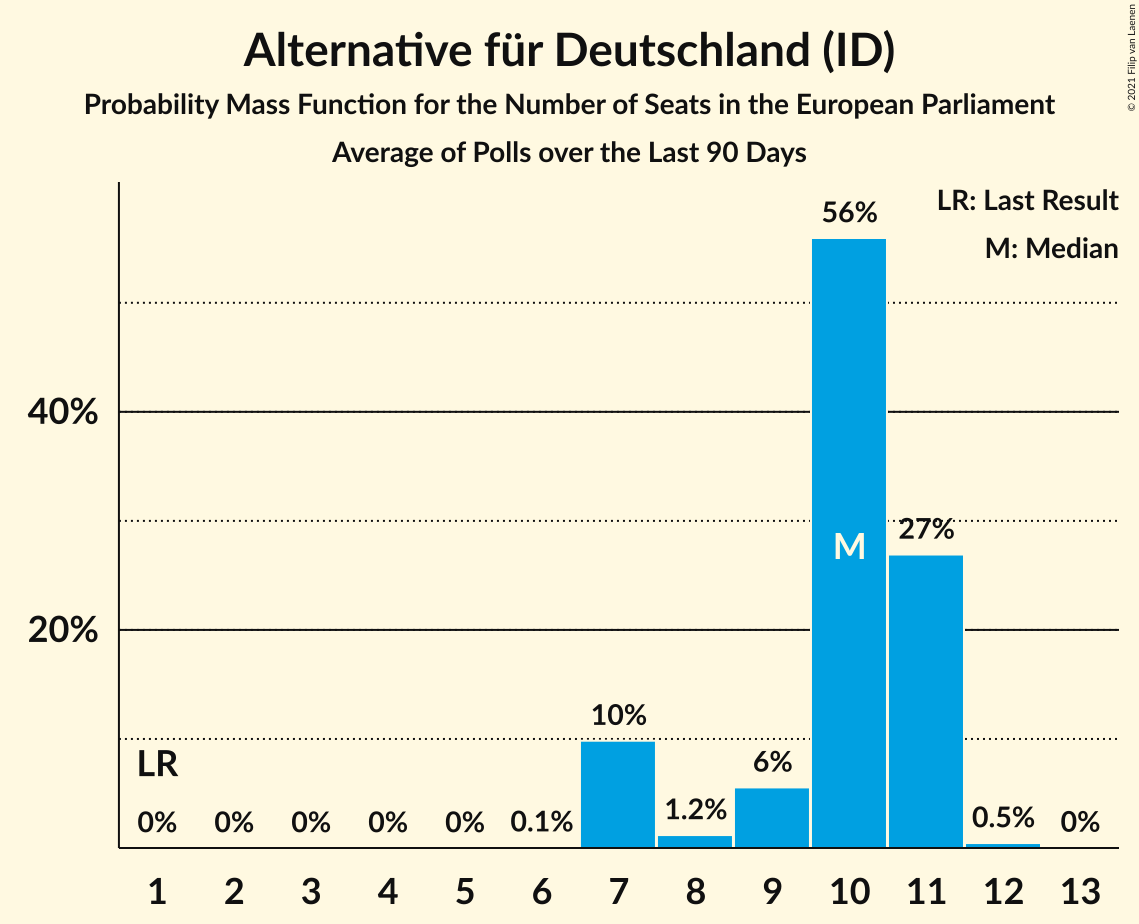 Alternative für Deutschland (ID)
Probability Mass Function for the Number of Seats in the European Parliament
Average of Polls over the Last 90 Days
© 2021 Filip van Laenen
LR: Last Result
M: Median
56%
40%
27%
M
20%
10%
LR
6%
1.2%
0% 0% 0% 0% 0% 0.1% 0.5% 0%
1 2 3 4 5 6 7 8 9 10 11 12 13